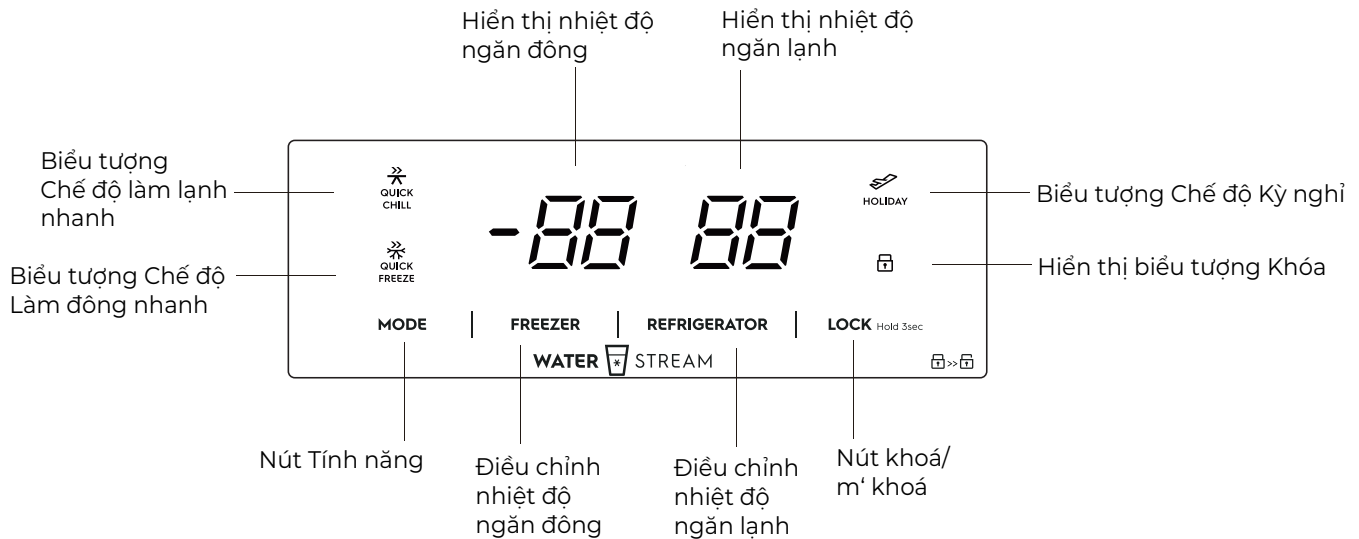 Hiển thị nhiệt độ
ngăn đông
Hiển thị nhiệt độ
ngăn lạnh
Biểu tượng
Chế độ làm lạnh
nhanh
QUICK
CHILL
-88 88
HOLIDAY
Biểu tượng Chế độ Kỳ nghỉ
Biểu tượng Chế độ
Làm đông nhanh
QUICK
FREEZE
Hiển thị biểu tượng Khóa
MODE FREEZER REFRIGERATOR LOCK Hold 3sec
WATER STREAM
>>
Nút Tính năng
Điều chỉnh
nhiệt độ
ngăn đông
Điều chỉnh
nhiệt độ
ngăn lạnh
Nút khoá/
m‘ khoá